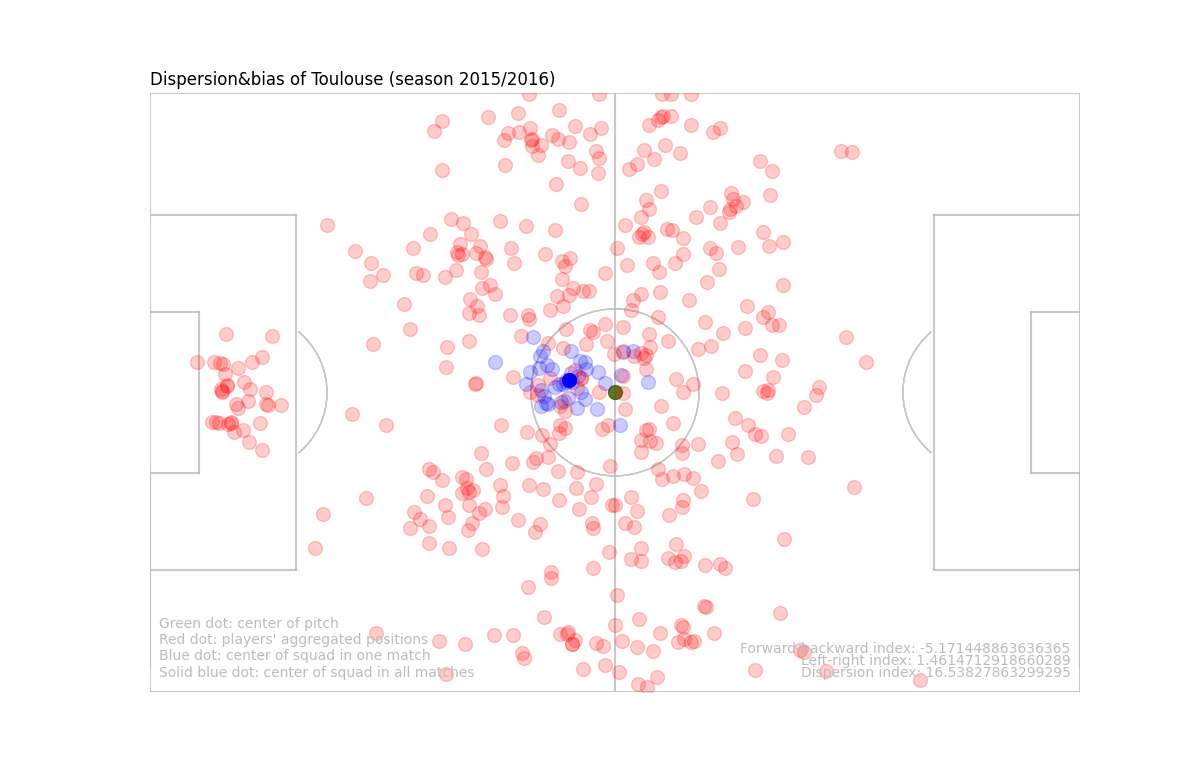 Dispersion&bias of Toulouse (season 2015/2016)
Green dot: center of pitch
Red dot: players' aggregated positions
Blue dot: center of squad in one match
Solid blue dot: center of squad in all matches
Forward-backward index: -5.171448863636365
Left-right index: 1.4614712918660289
Dispersion index: 16.53827863299295